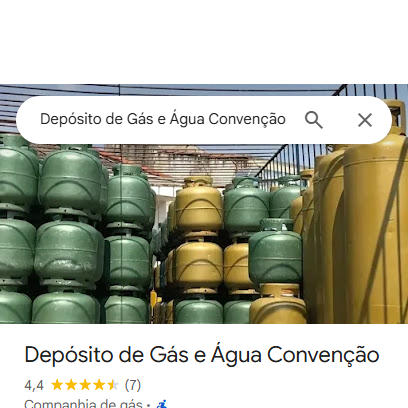 Depósito de Gás e Água Convenção
Depósito de Gás e Água Convenção
4,4 (7)
Companhia de gás ·